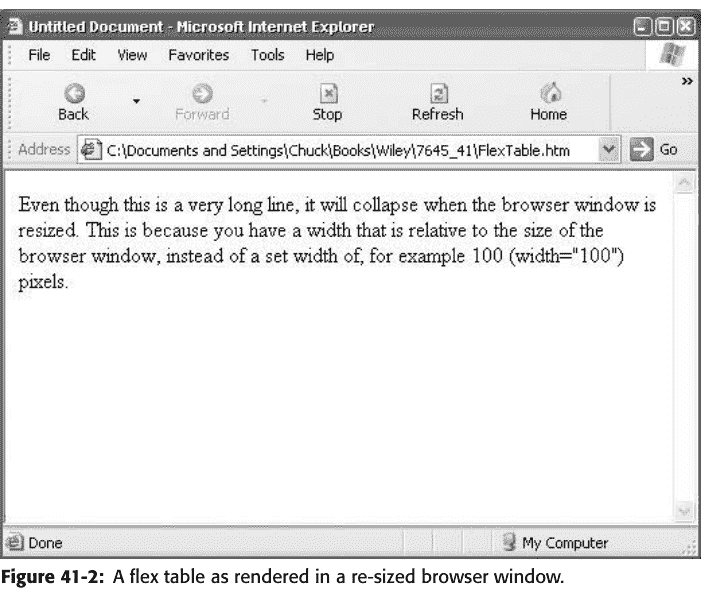 Untitled Document - Microsoft Internet Explorer
File Edit View Favorites Tools Help
Back Forward Stop Refresh Home »
Address C:\Documents and Settings\Chuck\Books\Wiley\7645_41\FlexTable.htm Go
Even though this is a very long line, it will collapse when the browser window is
resized. This is because you have a width that is relative to the size of the
browser window, instead of a set width of, for example 100 (width="100")
pixels.
Done My Computer
Figure 41-2: A flex table as rendered in a re-sized browser window.